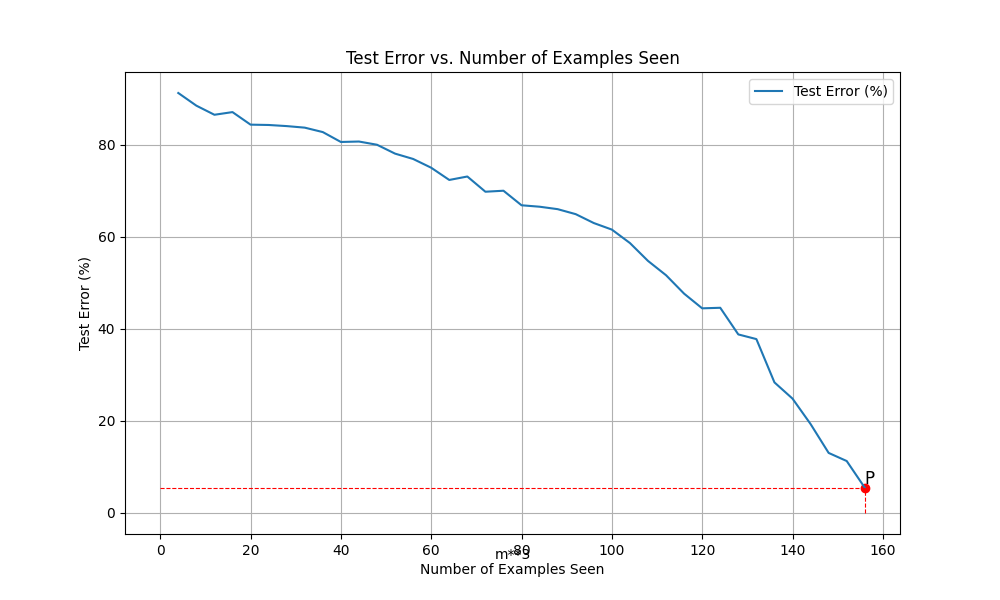 Test Error vs. Number of Examples Seen
Test Error (%)
Test Error (%)
80
60
40
20
0
P
0 20 40 60 80 100 120 140 160
m**3
Number of Examples Seen